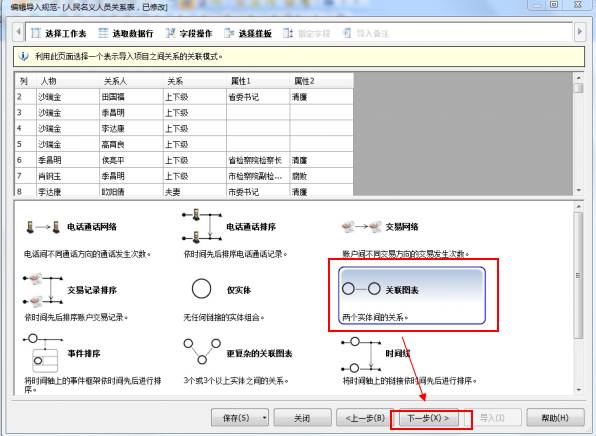 编辑导入规范- [人民名义人员关系表，已修改]
选择工作表 选取数据行 字段操作 选择样板 指定字段 导入备注
利用此页面选择一个表示导入项目之间关系的关联模式。
列 人物 关系人 关系 属性1 属性2
2 沙瑞金 田国福 上下级 省委书记 清廉
3 沙瑞金 季昌明 上下级
4 沙瑞金 李达康 上下级
5 沙瑞金 高育良 上下级
6 季昌明 侯亮平 上下级 省检察院检察长 清廉
7 肖钢玉 季昌明 上下级 市检察院副检... 腐败
8 李达康 欧阳倩 夫妻 市委书记 清廉
电话通话网络 电话通话排序 交易网络
电话间不同通话方向的通话发生次数。 依时间先后排序电话通话记录。 账户间不同交易方向的交易发生次数。
交易记录排序 仅实体 关联图表
依时间先后排序账户交易记录。 无任何链接的实体组合。 两个实体间的关系。
事件排序 更复杂的关联图表 时间线
将时间轴上的事件框架依时间先后进行排序。 3个或3个以上实体之间的关系。 将时间轴上的链接依时间先后进行排序。
保存(S) 关闭 <上一步(B) 下一步(X) > 导入(I) 帮助(H)